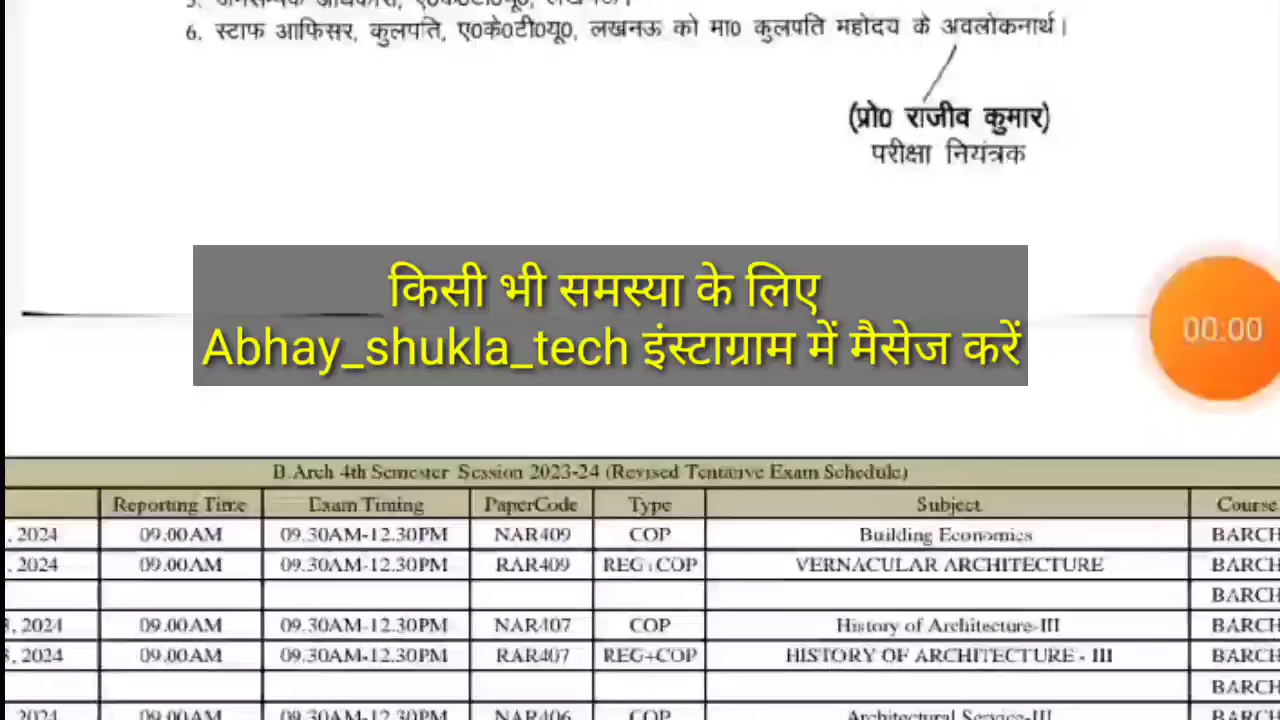 6. स्टाफ आफिसर, कुलपति, ए०के०टी०यू०, लखनऊ को मा० कुलपति महोदय के अवलोकनार्थ।
(प्रो० राजीव कुमार)
परीक्षा नियंत्रक
किसी भी समस्या के लिए
Abhay_shukla_tech इंस्टाग्राम में मैसेज करें
00:00
B.Arch 4th Semester Session 2023-24 (Revised Tentative Exam Schedule)
Reporting Time Exam Timing PaperCode Type Subject Course
, 2024 09.00AM 09.30AM-12.30PM NAR409 COP Building Economics BARCH
, 2024 09.00AM 09.30AM-12.30PM RAR409 REG+COP VERNACULAR ARCHITECTURE BARCH
BARCH
, 2024 09.00AM 09.30AM-12.30PM NAR407 COP History of Architecture-III BARCH
, 2024 09.00AM 09.30AM-12.30PM RAR407 REG+COP HISTORY OF ARCHITECTURE - III BARCH
BARCH
2024 09.00AM 09.30AM-12.30PM NAR406 COP